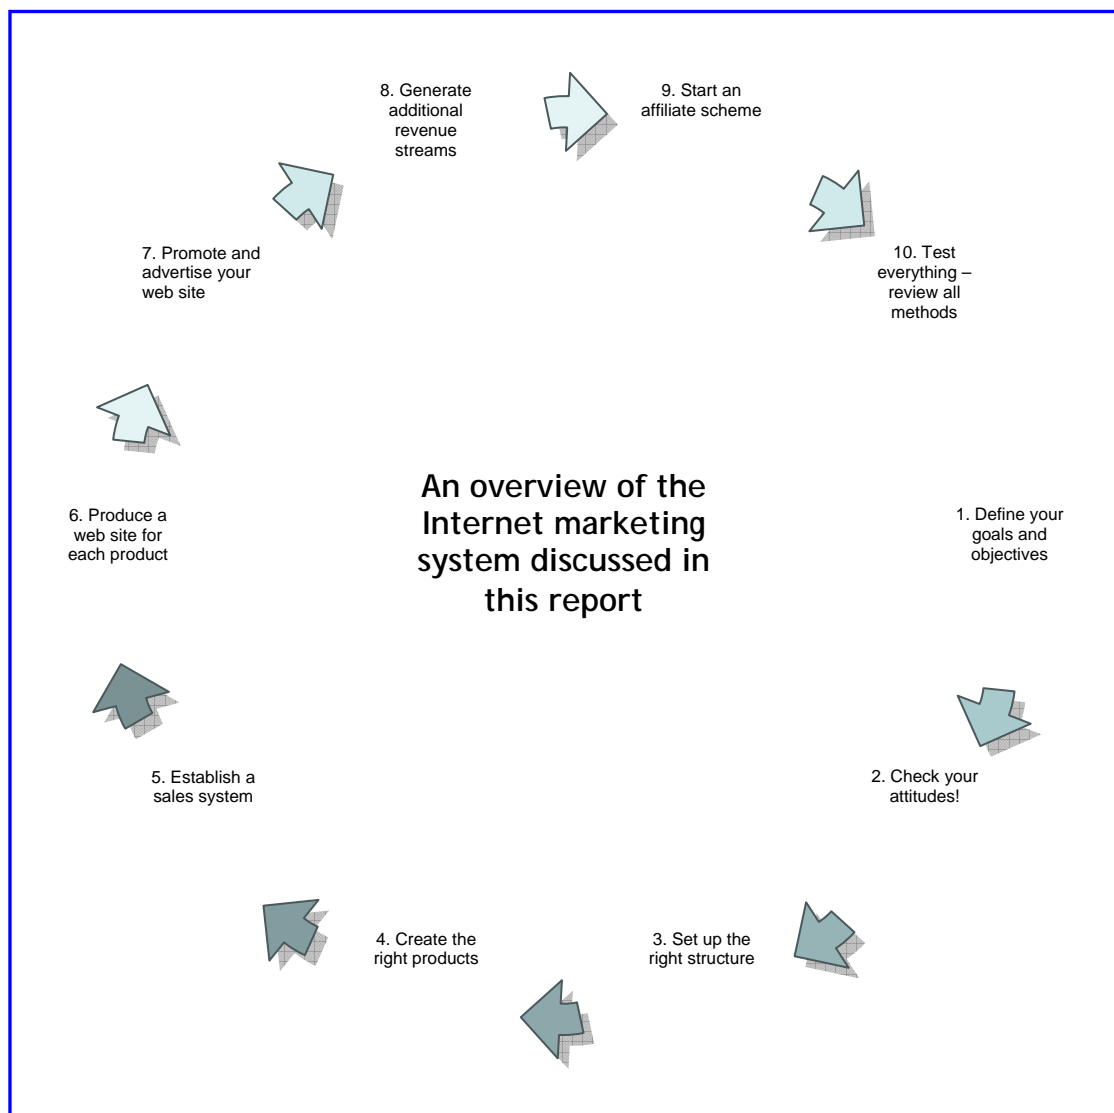 8. Generate
additional
revenue
streams
9. Start an
affiliate scheme
7. Promote and
advertise your
web site
10. Test
everything –
review all
methods
An overview of the
Internet marketing
system discussed in
this report
6. Produce a
web site for
each product
1. Define your
goals and
objectives
5. Establish a
sales system
2. Check your
attitudes!
4. Create the
right products
3. Set up the
right structure